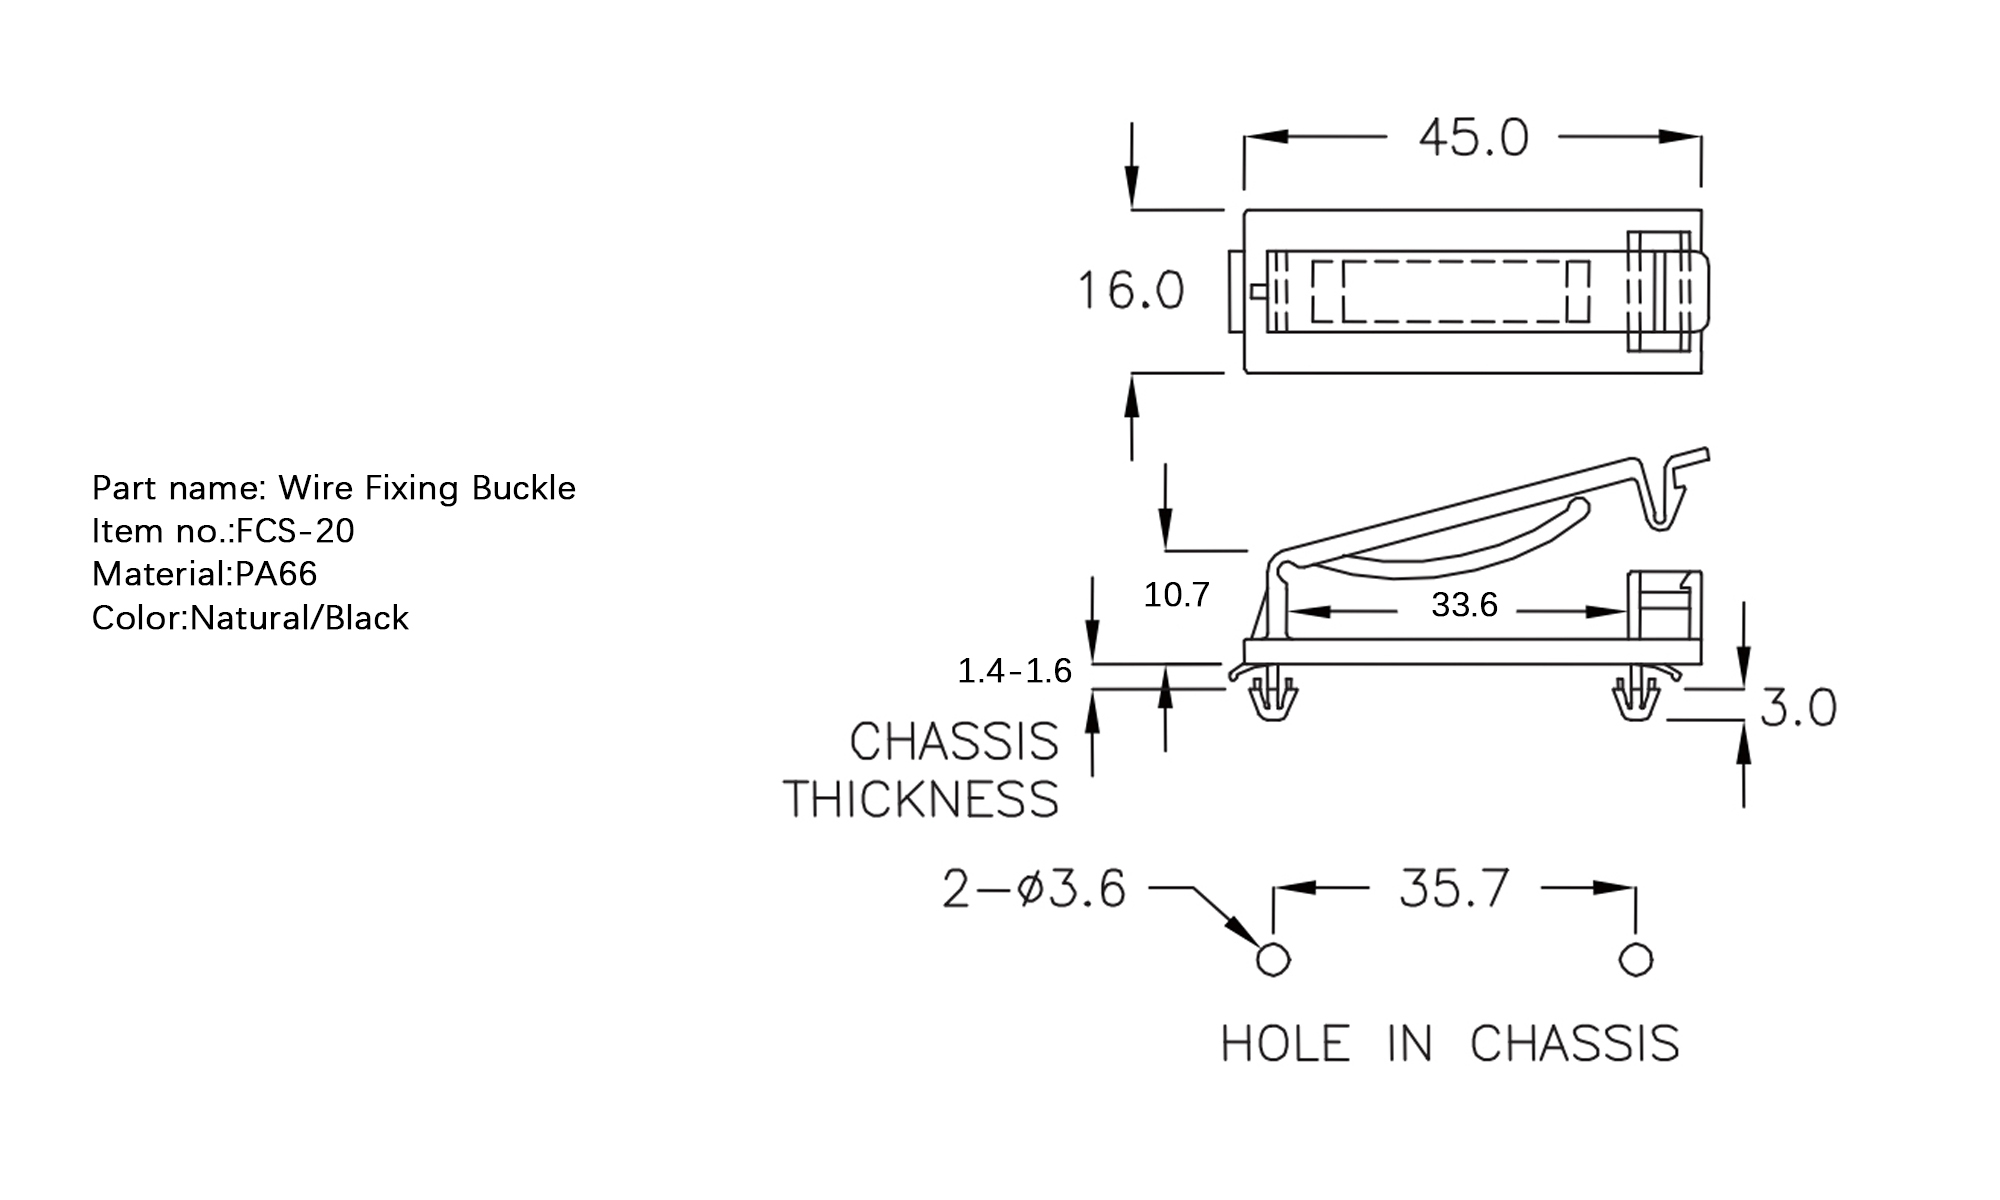 45.0
16.0
Part name: Wire Fixing Buckle
Item no.:FCS-20
Material:PA66
Color:Natural/Black
10.7
33.6
1.4-1.6
3.0
CHASSIS
THICKNESS
2-ø3.6
35.7
HOLE IN CHASSIS